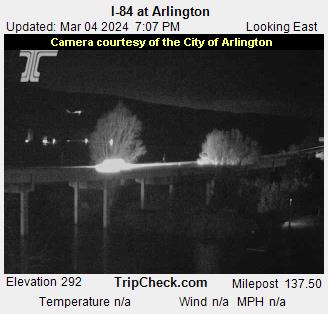 I-84 at Arlington
Updated: Mar 04 2024 7:07 PM Looking East
Camera courtesy of the City of Arlington
Elevation 292 TripCheck.com Milepost 137.50
Temperature n/a Wind n/a MPH n/a